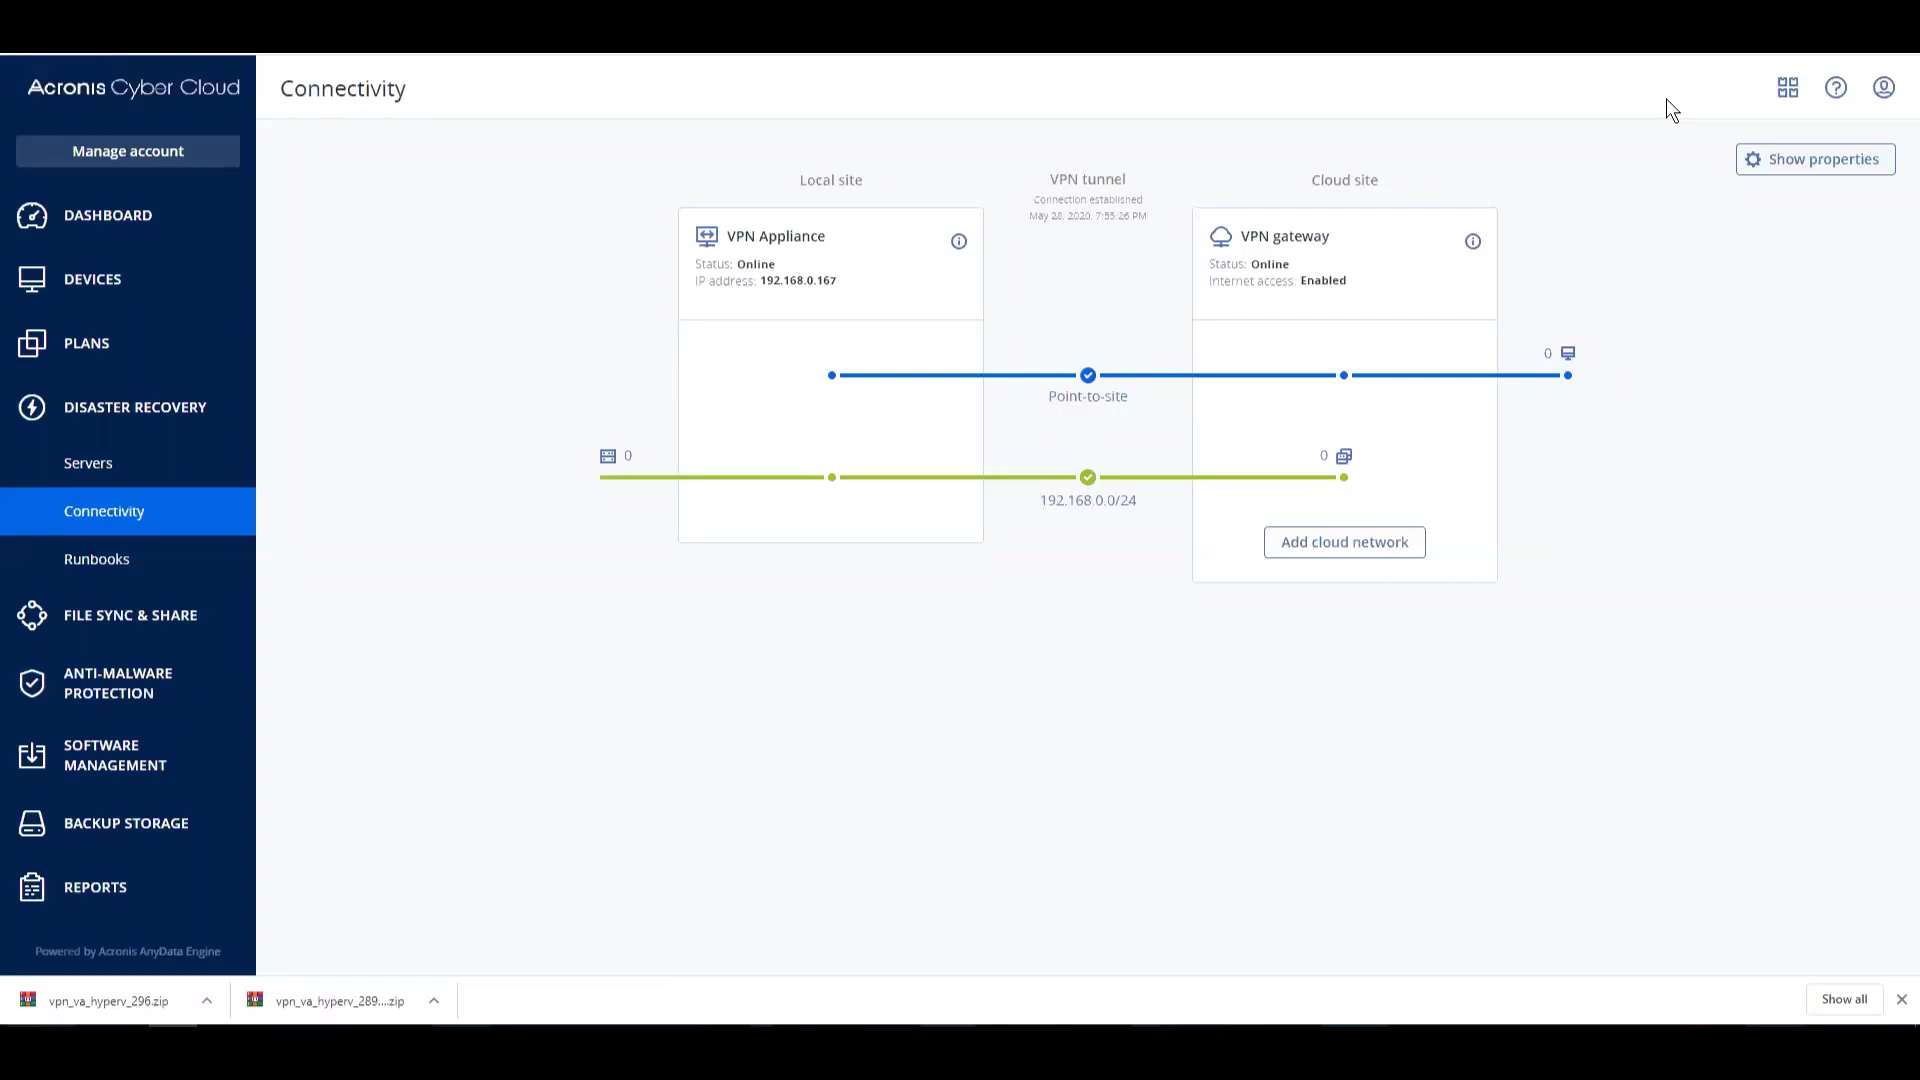 Acronis Cyber Cloud
Connectivity
Manage account
DASHBOARD
DEVICES
PLANS
DISASTER RECOVERY
Servers
Connectivity
Runbooks
FILE SYNC & SHARE
ANTI-MALWARE
PROTECTION
SOFTWARE
MANAGEMENT
BACKUP STORAGE
REPORTS
Powered by Acronis AnyData Engine
Show properties
Local site
VPN tunnel
Connection established
May 28, 2020, 7:55:26 PM
Cloud site
VPN Appliance
Status: Online
IP address: 192.168.0.167
VPN gateway
Status: Online
Internet access: Enabled
0
Point-to-site
0
0
192.168.0.0/24
Add cloud network
vpn_va_hyperv_296.zip
vpn_va_hyperv_289....zip
Show all